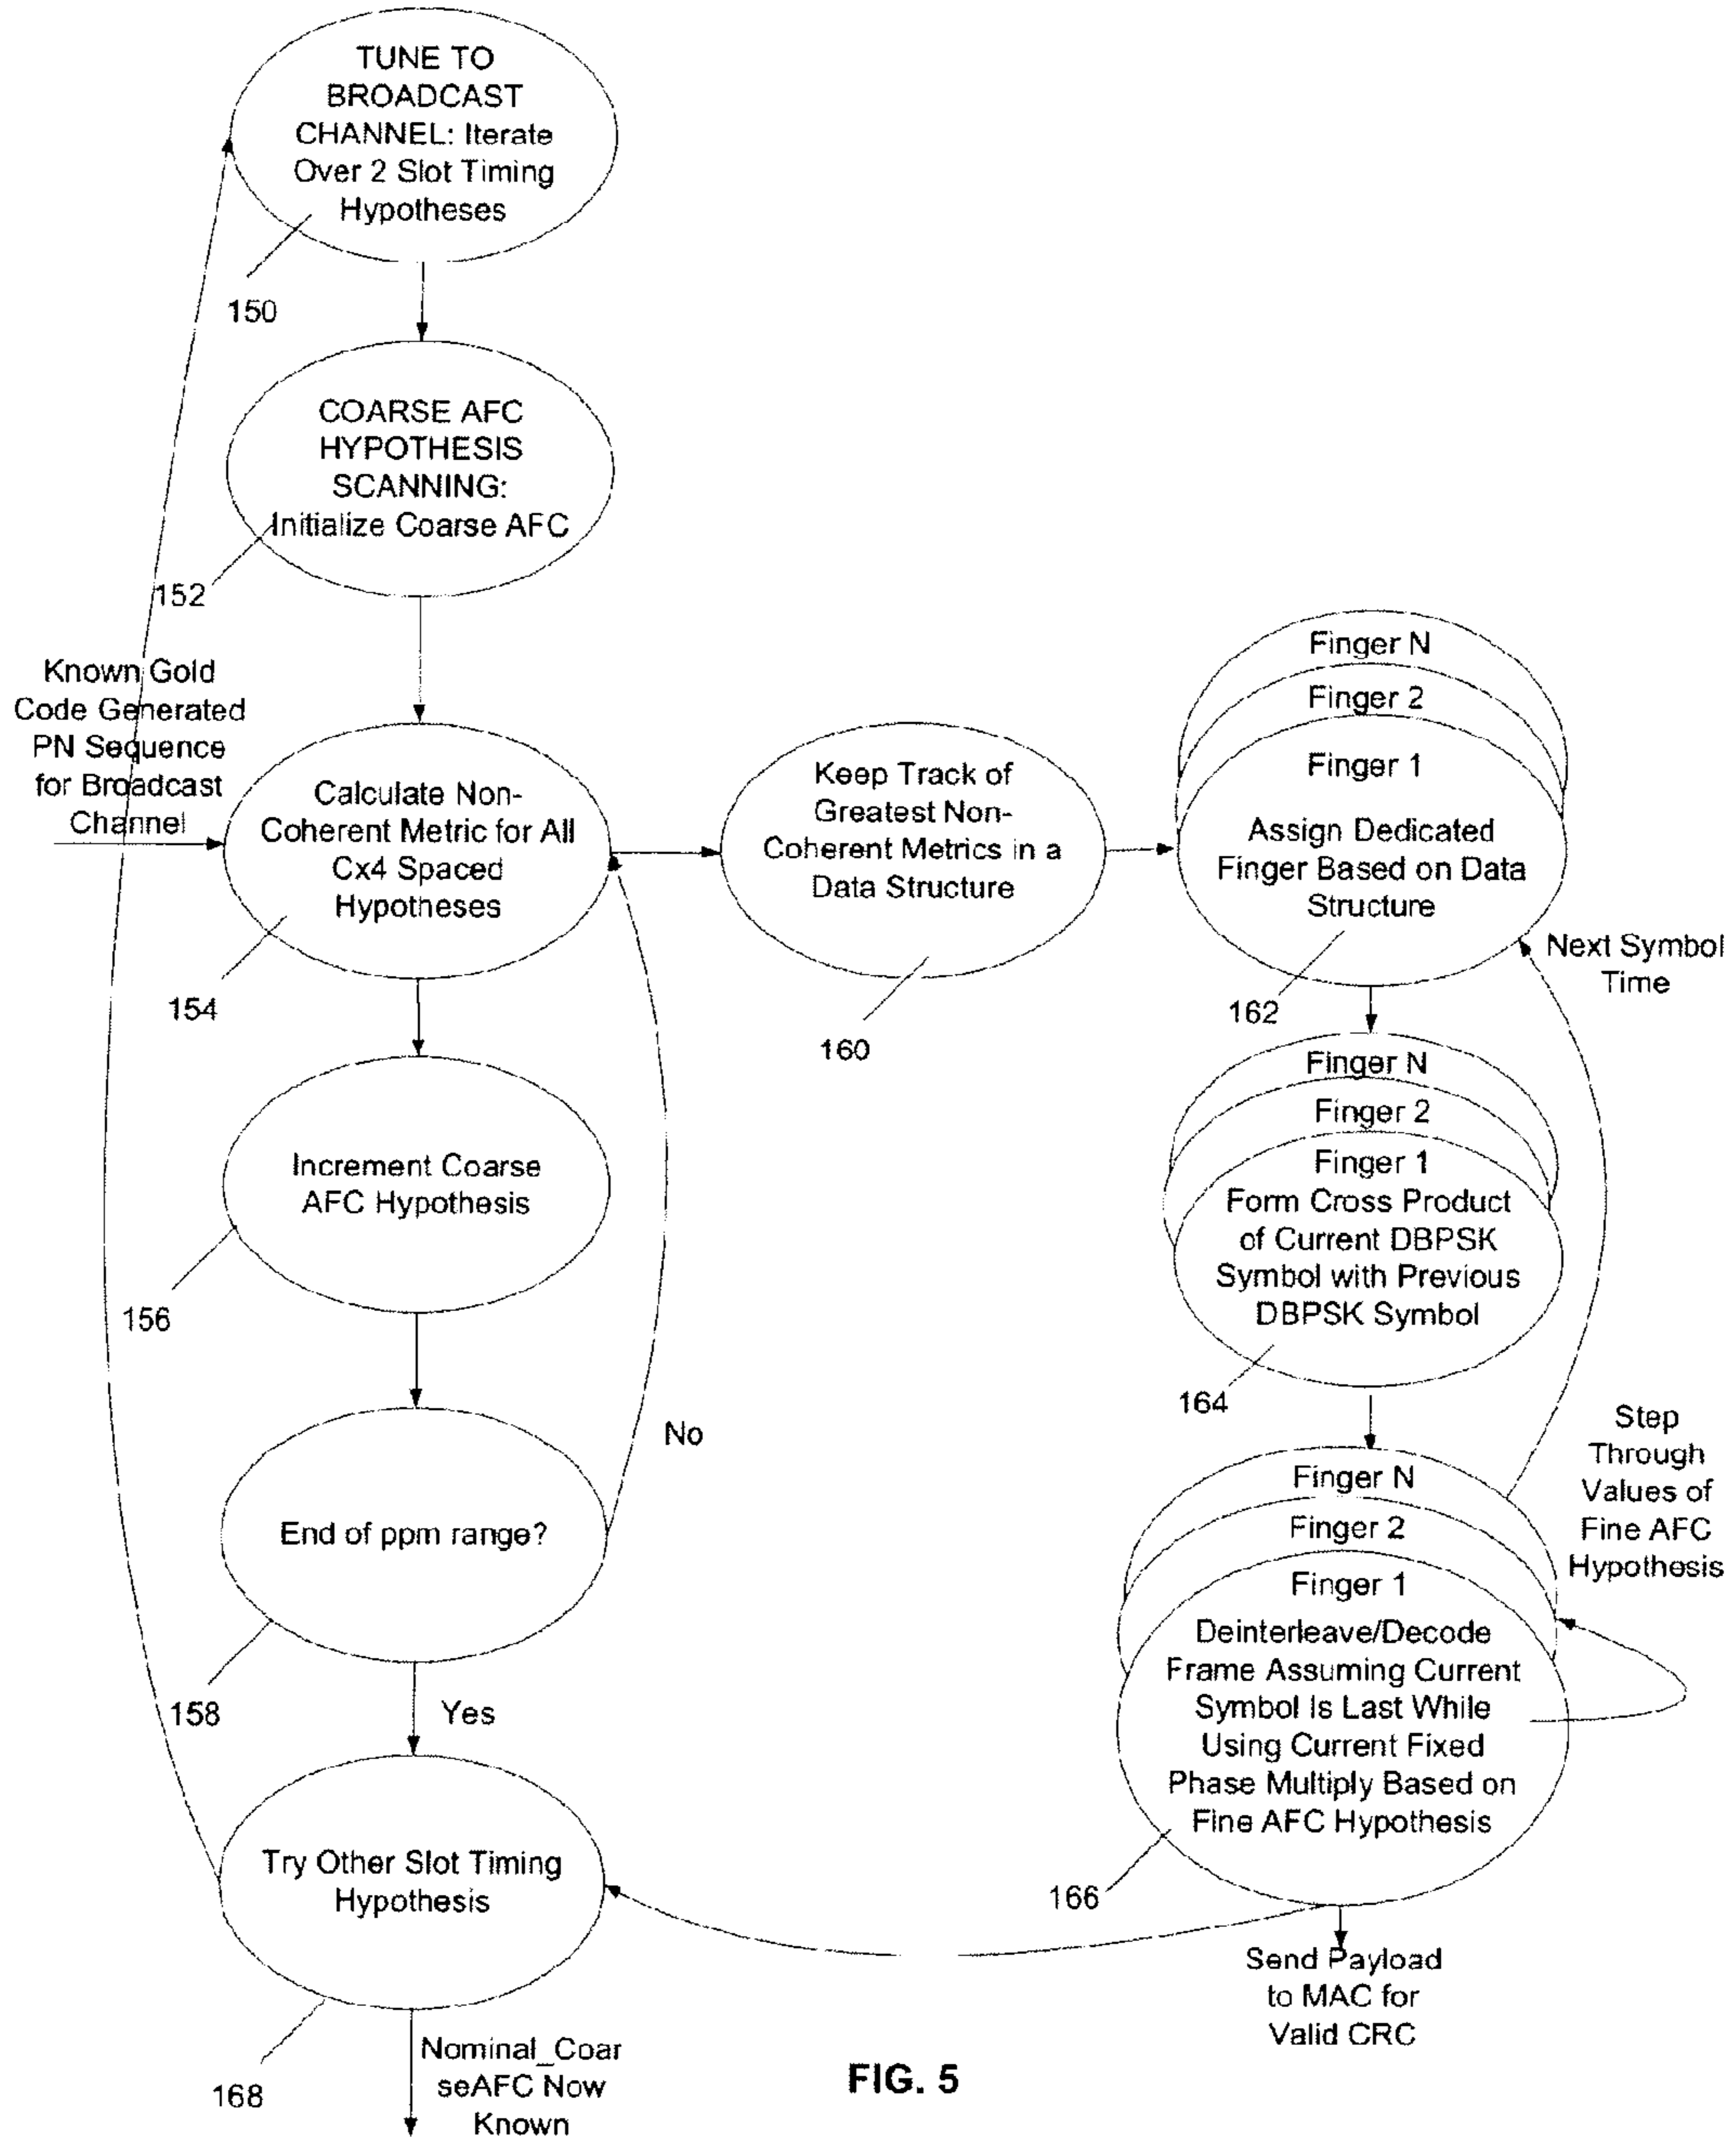 TUNE TO
BROADCAST
CHANNEL: Iterate
Over 2 Slot Timing
Hypotheses
150
COARSE AFC
HYPOTHESIS
SCANNING:
Initialize Coarse AFC
152
Known Gold
Code Generated
PN Sequence
for Broadcast
Channel
Calculate Non-
Coherent Metric for All
Cx4 Spaced
Hypotheses
154
Keep Track of
Greatest Non-
Coherent Metrics in a
Data Structure
160
Finger N
Finger 2
Finger 1
Assign Dedicated
Finger Based on Data
Structure
162
Next Symbol
Time
Increment Coarse
AFC Hypothesis
156
Finger N
Finger 2
Finger 1
Form Cross Product
of Current DBPSK
Symbol with Previous
DBPSK Symbol
164
End of ppm range?
No
158
Yes
Step
Through
Values of
Fine AFC
Hypothesis
Finger N
Finger 2
Finger 1
Deinterleave/Decode
Frame Assuming Current
Symbol Is Last While
Using Current Fixed
Phase Multiply Based on
Fine AFC Hypothesis
166
Try Other Slot Timing
Hypothesis
168
Send Payload
to MAC for
Valid CRC
Nominal_Coar
seAFC Now
Known
FIG. 5